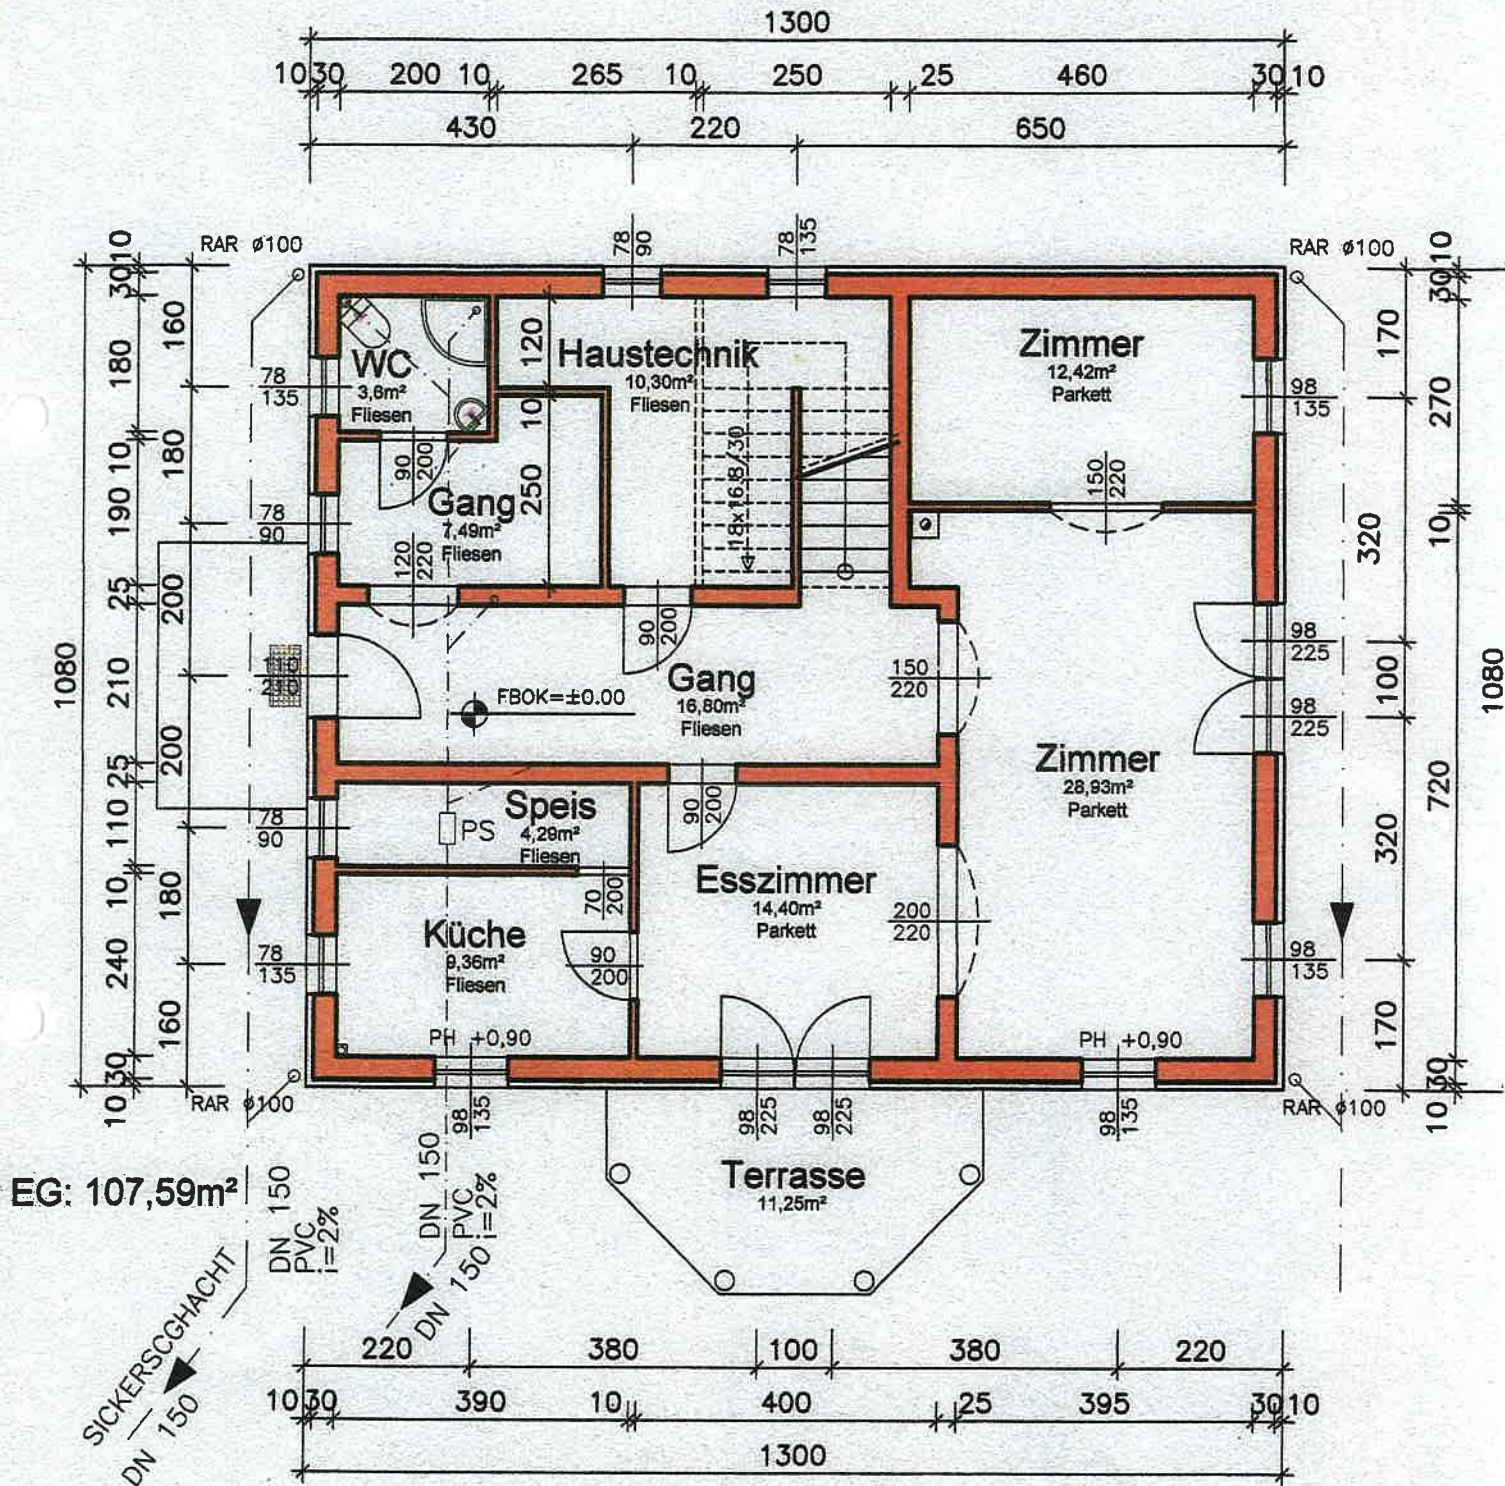 1300
10 30 200 10 265 10 250 25 460 30 10
430 220 650
RAR ø100
78 90
78 135
RAR ø100
10
30
180
10
190
25
210
25
110
10
240
30
10
160
180
200
200
180
160
1080
78
135
78
90
110
210
78
90
78
135
WC
3,6m²
Fliesen
90
200
120
10
250
Haustechnik
10,30m²
Fliesen
18x16.8/30
Zimmer
12,42m²
Parkett
150
220
Gang
7,49m²
Fliesen
120
220
90
200
FBOK=±0.00
Gang
16,80m²
Fliesen
150
220
Zimmer
28,93m²
Parkett
Speis
4,29m²
Fliesen
PS
90
200
70
200
Küche
9,36m²
Fliesen
90
200
Esszimmer
14,40m²
Parkett
200
220
PH +0,90
PH +0,90
98
135
98
225
98
225
98
135
170
320
100
320
170
10
30
270
10
720
30
10
1080
RAR ø100
98
135
98
225
98
225
98
135
RAR ø100
EG: 107,59m²
Terrasse
11,25m²
DN 150
PVC
i=2%
DN 150
PVC
i=2%
DN 150
SICKERSCGHACHT
DN 150
220 380 100 380 220
10 30 390 10 400 25 395 30 10
1300